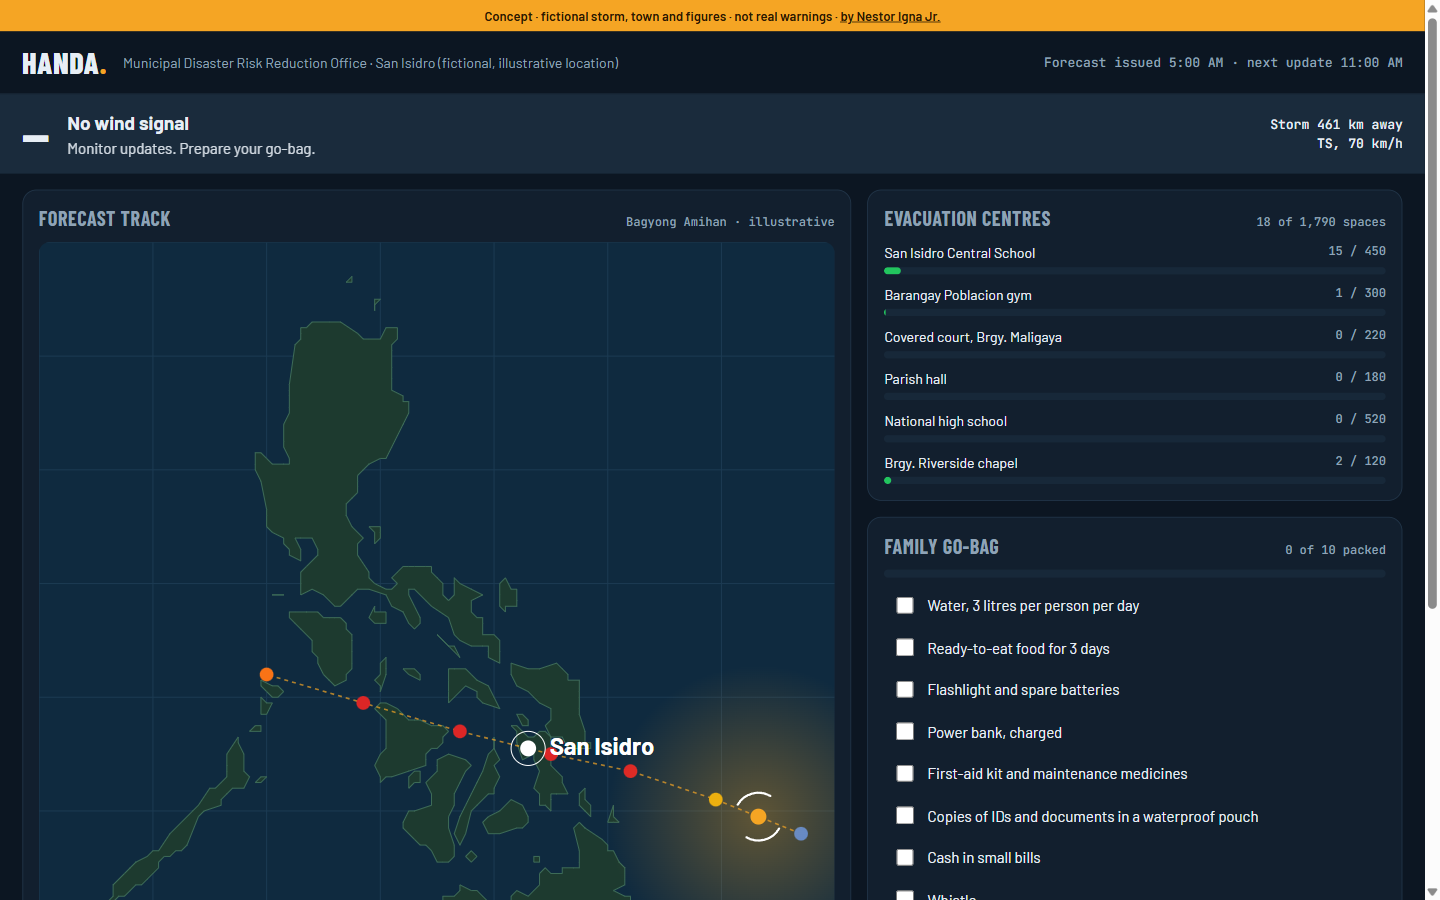 Concept · fictional storm, town and figures · not real warnings · by Nestor Igna Jr.
HANDA.
Municipal Disaster Risk Reduction Office · San Isidro (fictional, illustrative location)
Forecast issued 5:00 AM · next update 11:00 AM
No wind signal
Monitor updates. Prepare your go-bag.
Storm 461 km away
TS, 70 km/h
FORECAST TRACK
Bagyong Amihan · illustrative
San Isidro
EVACUATION CENTRES
18 of 1,790 spaces
San Isidro Central School
15 / 450
Barangay Poblacion gym
1 / 300
Covered court, Brgy. Maligaya
0 / 220
Parish hall
0 / 180
National high school
0 / 520
Brgy. Riverside chapel
2 / 120
FAMILY GO-BAG
0 of 10 packed
Water, 3 litres per person per day
Ready-to-eat food for 3 days
Flashlight and spare batteries
Power bank, charged
First-aid kit and maintenance medicines
Copies of IDs and documents in a waterproof pouch
Cash in small bills
Whistle